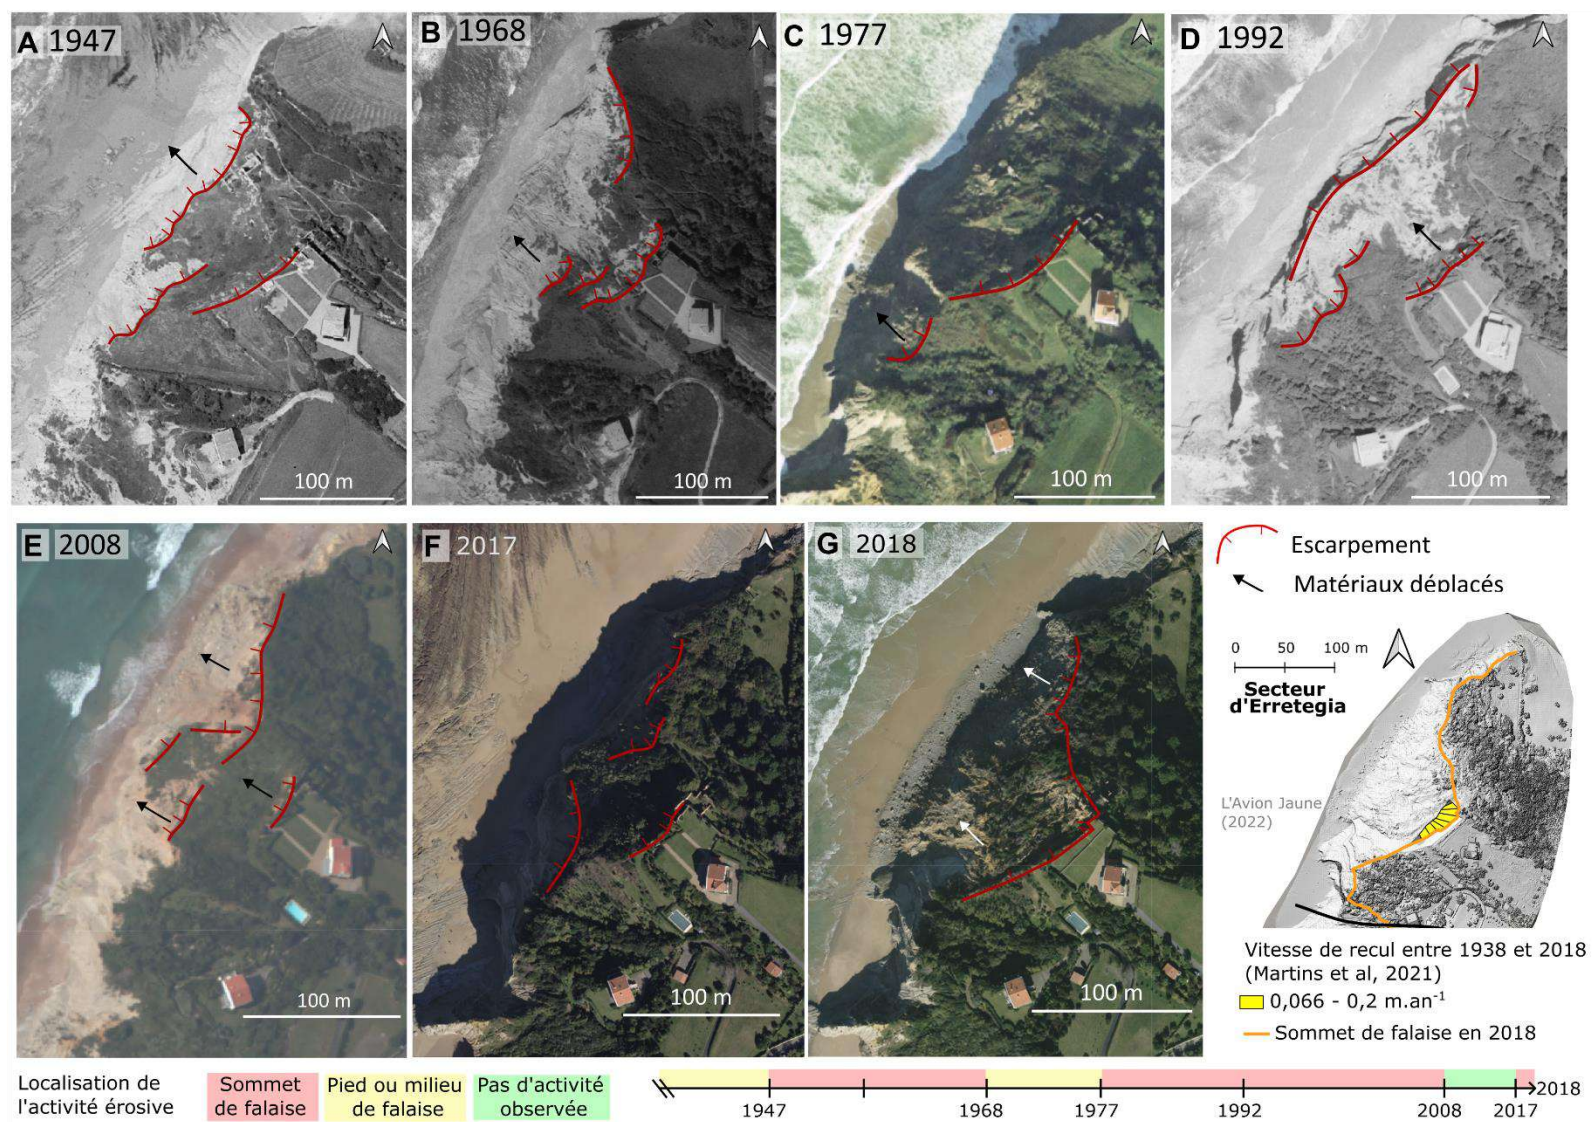 A 1947
B 1968
C 1977
D 1992
100 m
100 m
100 m
100 m
E 2008
F 2017
G 2018
100 m
100 m
100 m
Escarpement
Matériaux déplacés
0 50 100 m
Secteur
d'Erretegia
L'Avion Jaune
(2022)
Vitesse de recul entre 1938 et 2018
(Martins et al, 2021)
0,066 - 0,2 m.an⁻¹
Sommet de falaise en 2018
Localisation de
l'activité érosive
Sommet
de falaise
Pied ou milieu
de falaise
Pas d'activité
observée
2018
1947 1968 1977 1992 2008 2017